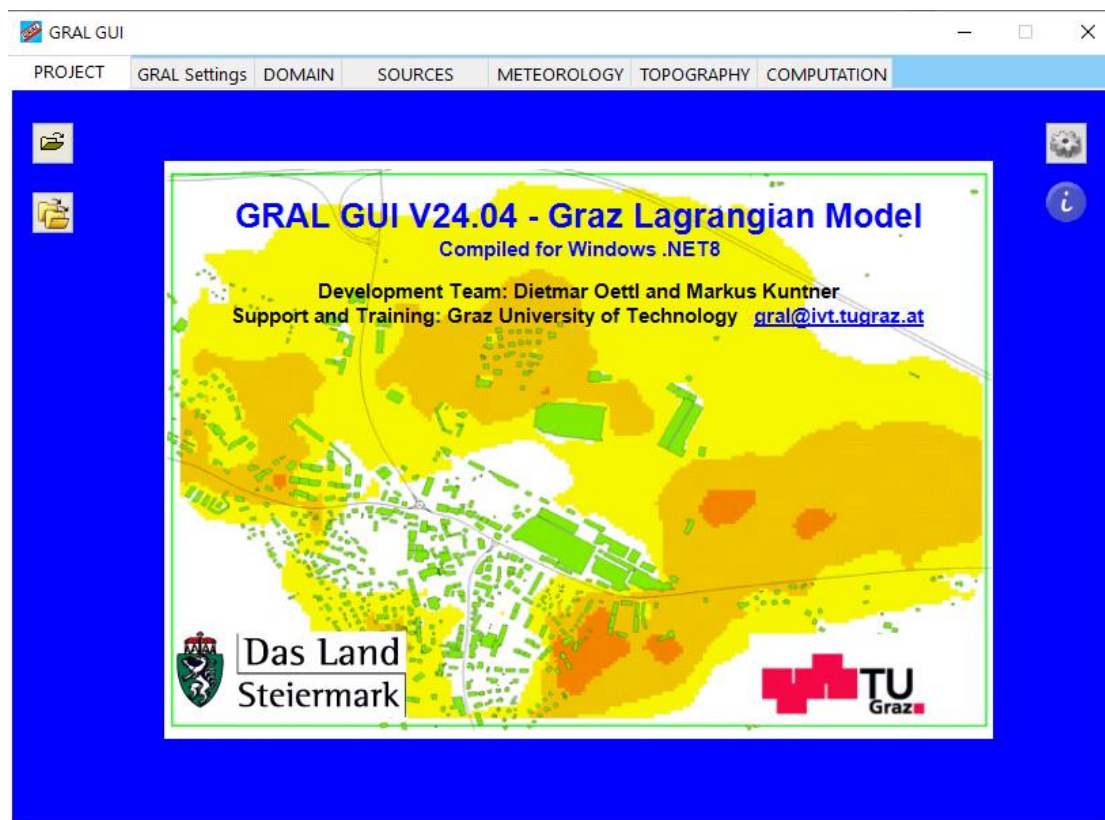 GRAL GUI
PROJECT GRAL Settings DOMAIN SOURCES METEOROLOGY TOPOGRAPHY COMPUTATION
GRAL GUI V24.04 - Graz Lagrangian Model
Compiled for Windows .NET8
Development Team: Dietmar Oettl and Markus Kuntner
Support and Training: Graz University of Technology gral@ivt.tugraz.at
Das Land
Steiermark
TU
Graz